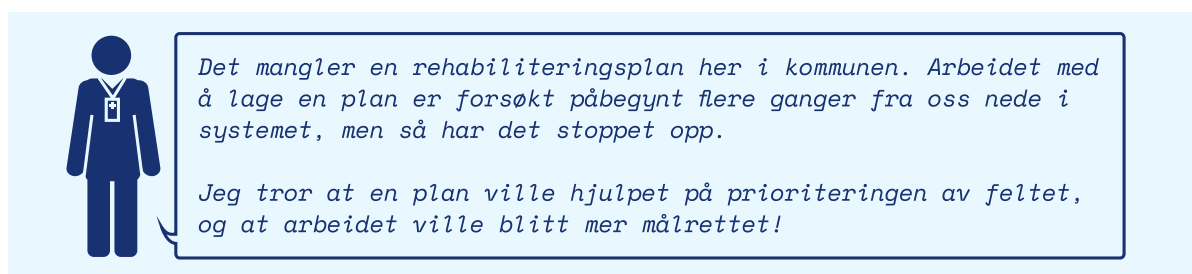 Det mangler en rehabiliteringsplan her i kommunen. Arbeidet med
å lage en plan er forsøkt påbegynt flere ganger fra oss nede i
systemet, men så har det stoppet opp.

Jeg tror at en plan ville hjulpet på prioriteringen av feltet,
og at arbeidet ville blitt mer målrettet!